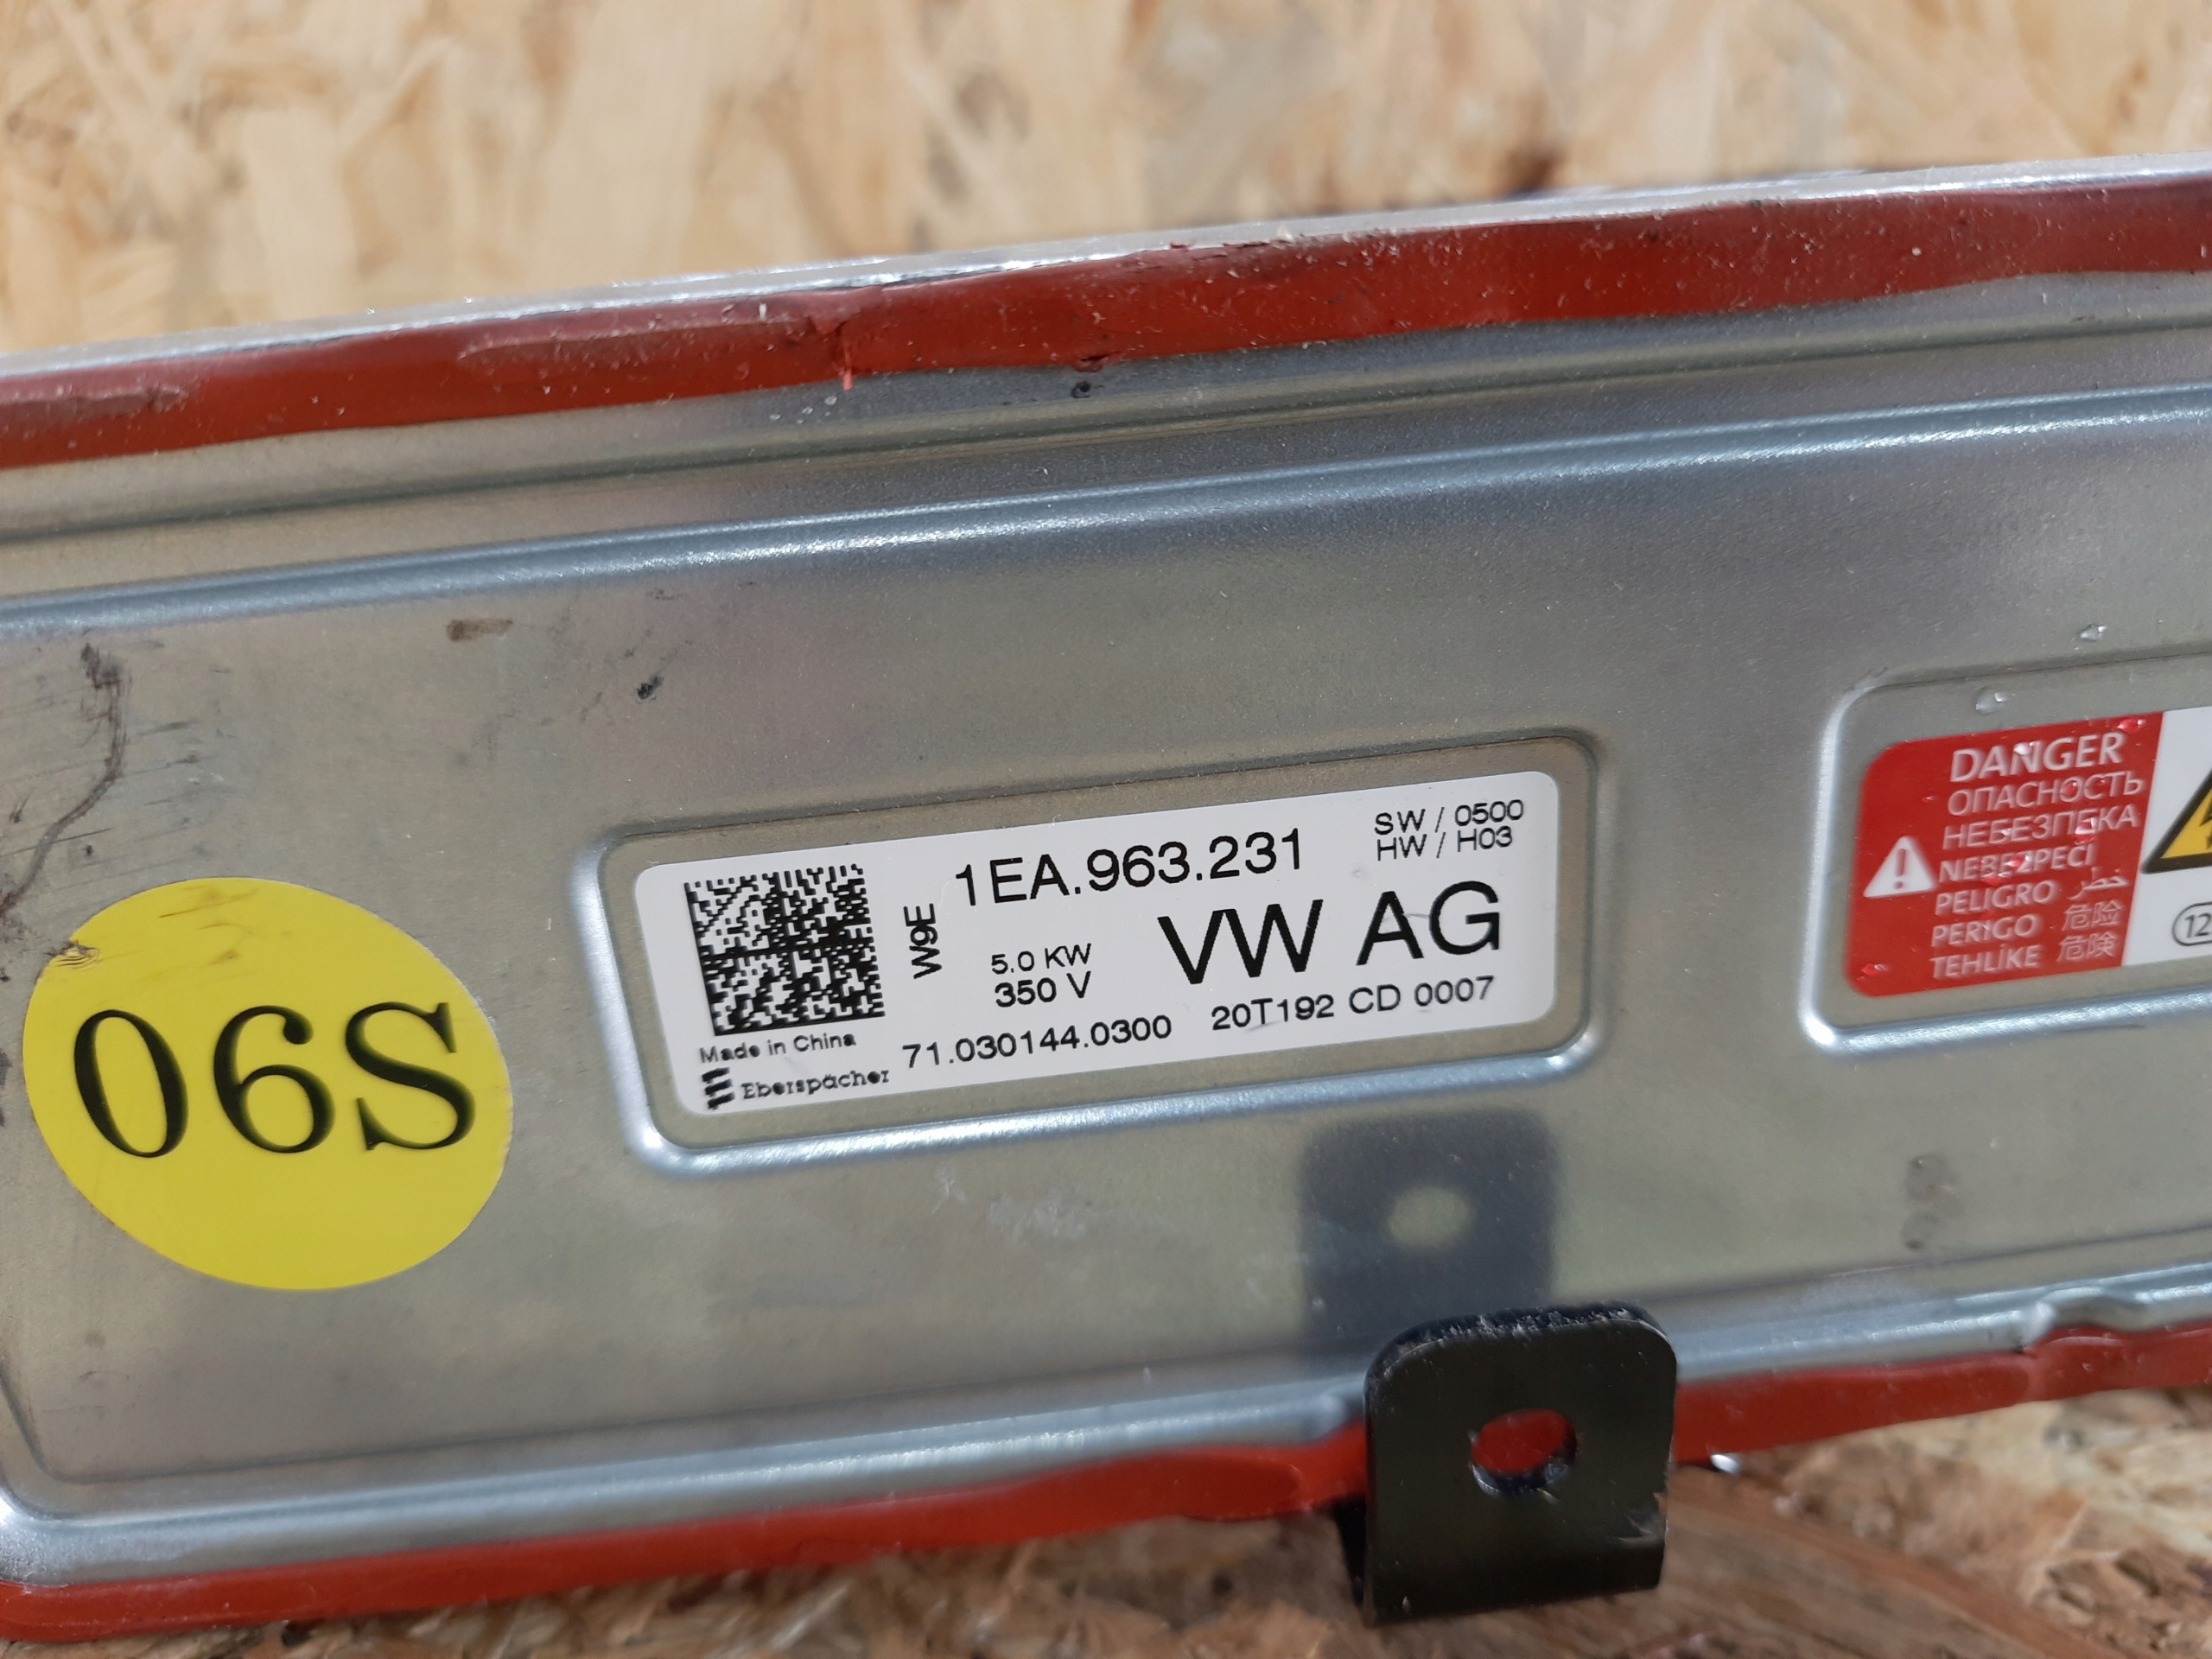 06S
W9E
1EA.963.231
SW / 0500
HW / H03
5.0 KW
350 V
VW AG
Made in China
71.030144.0300
20T192 CD 0007
Eberspächer
DANGER
ОПАСНОСТЬ
НЕБЕЗПЕКА
NEBEZPEČÍ
PELIGRO خطر
PERIGO 危险
TEHLİKE 危険
12